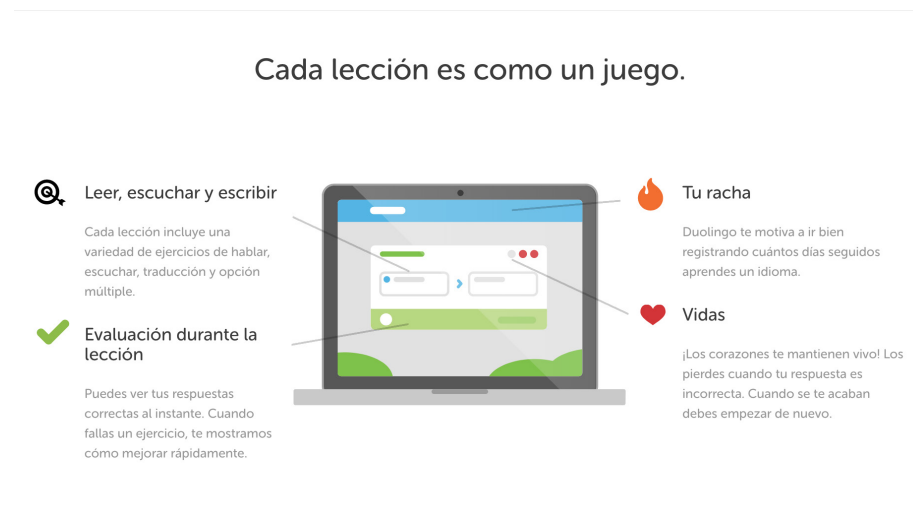 Cada lección es como un juego.
Leer, escuchar y escribir
Cada lección incluye una
variedad de ejercicios de hablar,
escuchar, traducción y opción
múltiple.
Evaluación durante la
lección
Puedes ver tus respuestas
correctas al instante. Cuando
fallas un ejercicio, te mostramos
cómo mejorar rápidamente.
Tu racha
Duolingo te motiva a ir bien
registrando cuántos días seguidos
aprendes un idioma.
Vidas
¡Los corazones te mantienen vivo! Los
pierdes cuando tu respuesta es
incorrecta. Cuando se te acaban
debes empezar de nuevo.